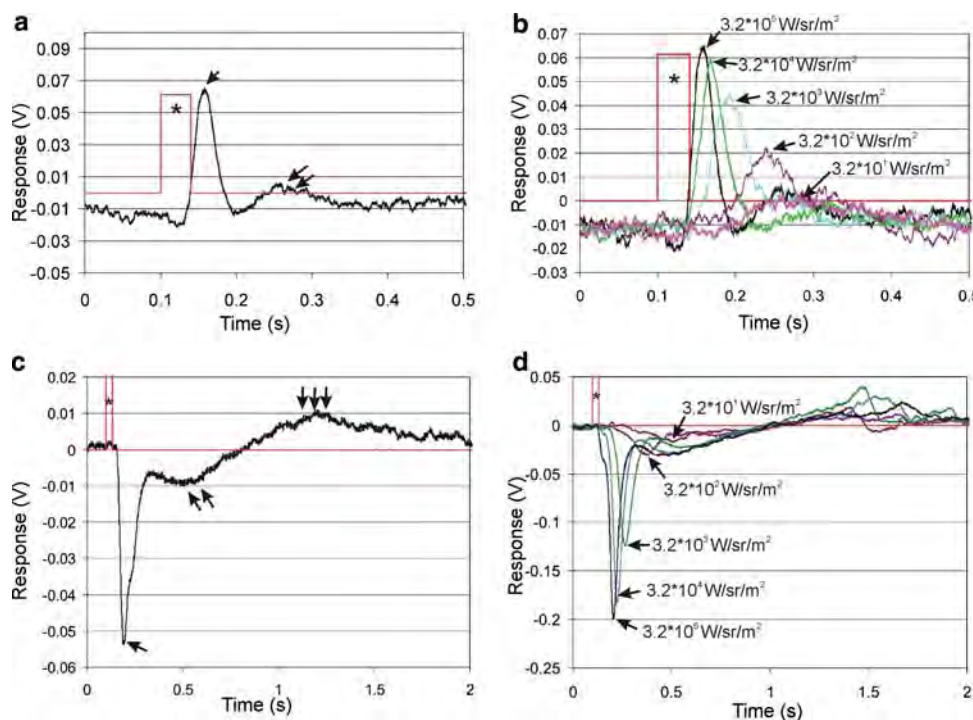 a
Response (V)
0.09
0.07
0.05
0.03
0.01
-0.01
-0.03
-0.05
*
0 0.1 0.2 0.3 0.4 0.5
Time (s)
b
Response (V)
0.07
0.06
0.05
0.04
0.03
0.02
0.01
0
-0.01
-0.02
-0.03
*
3.2*10⁵ W/sr/m²
3.2*10⁴ W/sr/m²
3.2*10³ W/sr/m²
3.2*10² W/sr/m²
3.2*10¹ W/sr/m²
0 0.1 0.2 0.3 0.4 0.5
Time (s)
c
Response (V)
0.02
0.01
0
-0.01
-0.02
-0.03
-0.04
-0.05
-0.06
*
0 0.5 1 1.5 2
Time (s)
d
Response (V)
0.05
0
-0.05
-0.1
-0.15
-0.2
-0.25
*
3.2*10¹ W/sr/m²
3.2*10² W/sr/m²
3.2*10³ W/sr/m²
3.2*10⁴ W/sr/m²
3.2*10⁵ W/sr/m²
0 0.5 1 1.5 2
Time (s)